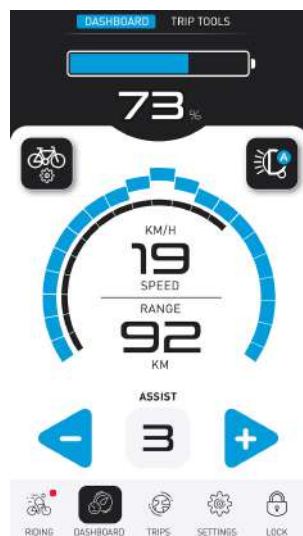 DASHBOARD TRIP TOOLS
73%
A
KM/H
19
SPEED
RANGE
92
KM
ASSIST
- 3 +
RIDING DASHBOARD TRIPS SETTINGS LOCK